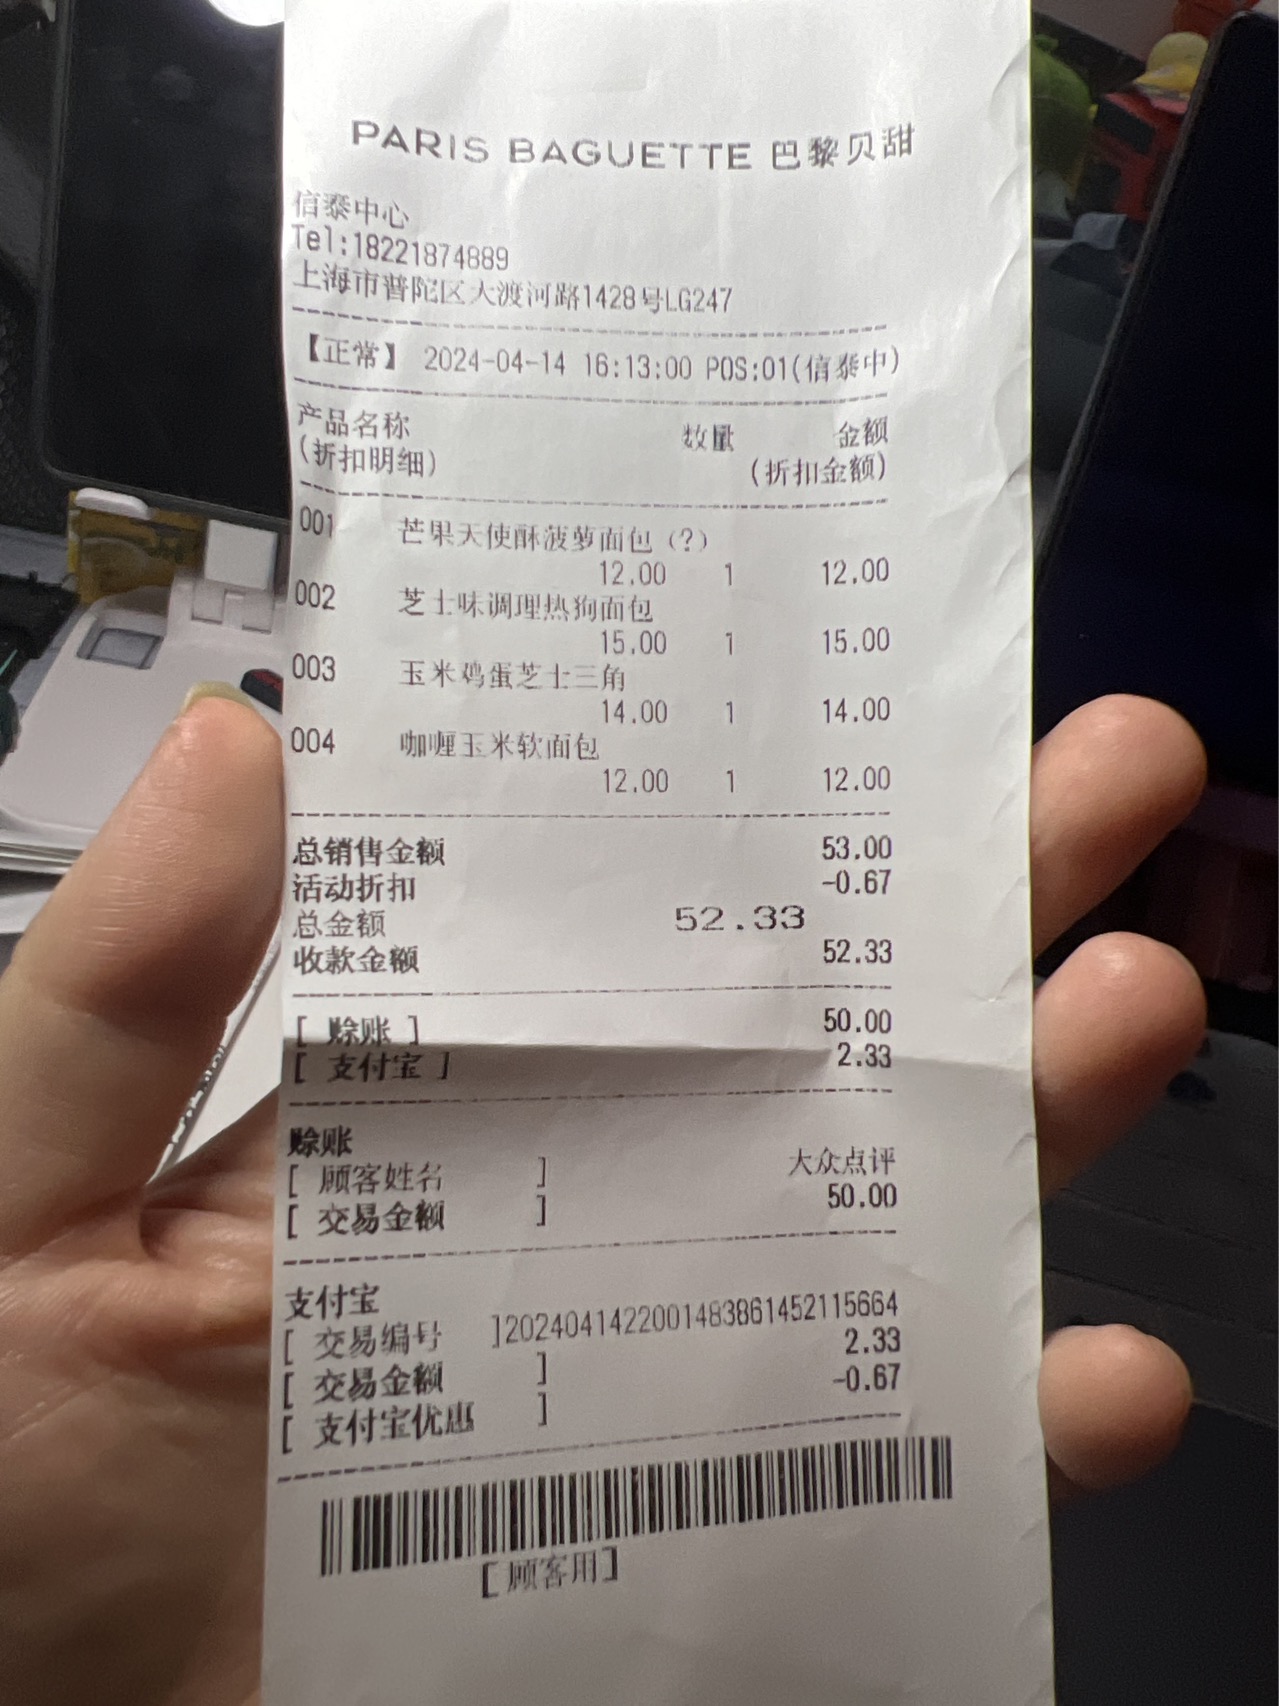 PARIS BAGUETTE 巴黎贝甜
信泰中心
Tel:18221874889
上海市普陀区大渡河路1428号LG247
【正常】 2024-04-14 16:13:00 POS:01(信泰中)
产品名称 数量 金额
(折扣明细) (折扣金额)
001 芒果天使酥菠萝面包（?）
12.00 1 12.00
002 芝士味调理热狗面包
15.00 1 15.00
003 玉米鸡蛋芝士三角
14.00 1 14.00
004 咖喱玉米软面包
12.00 1 12.00
总销售金额 53.00
活动折扣 -0.67
总金额 52.33
收款金额 52.33
[ 赊账 ] 50.00
[ 支付宝 ] 2.33
赊账
[ 顾客姓名 ] 大众点评
[ 交易金额 ] 50.00
支付宝
[ 交易编号 ]2024041422001483861452115664
[ 交易金额 ] 2.33
[ 支付宝优惠 ] -0.67
[ 顾客用 ]